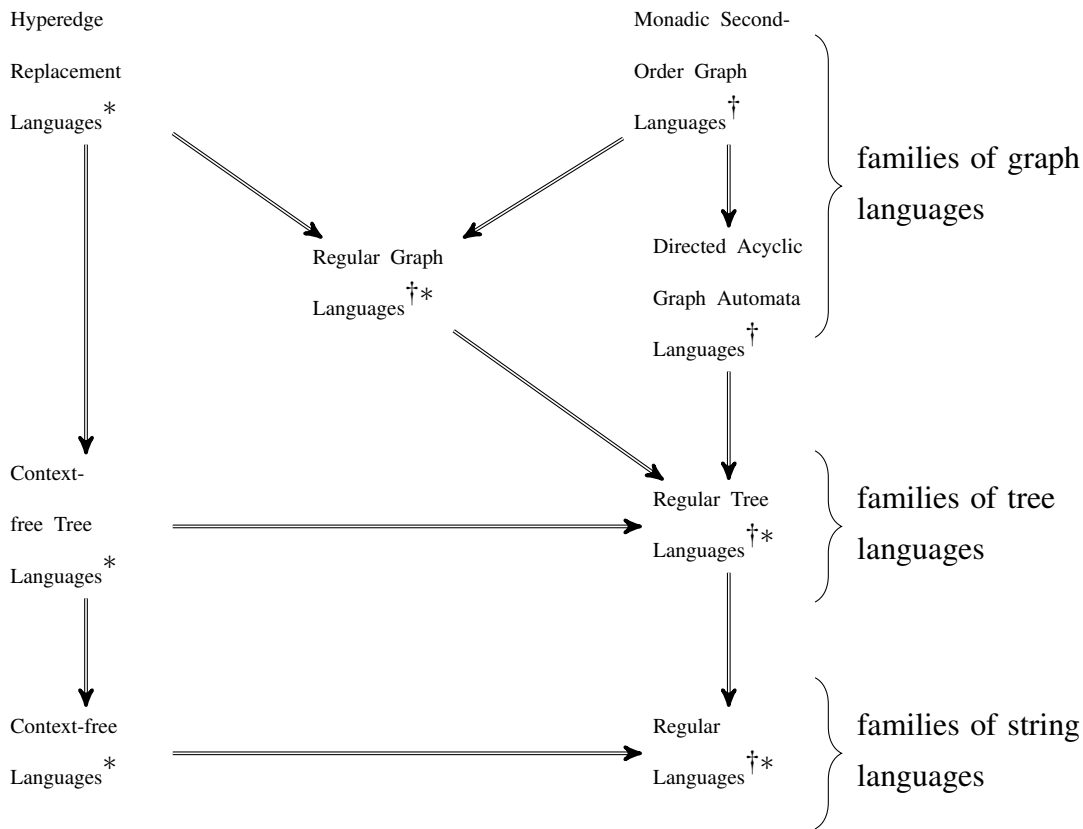 Hyperedge
Replacement
Languages*
Monadic Second-
Order Graph
Languages†
families of graph
languages
Regular Graph
Languages†*
Directed Acyclic
Graph Automata
Languages†
Context-
free Tree
Languages*
Regular Tree
Languages†*
families of tree
languages
Context-free
Languages*
Regular
Languages†*
families of string
languages